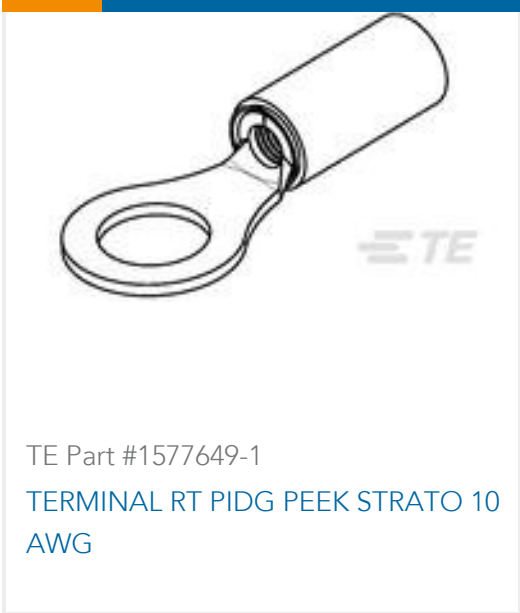 TE
TE Part #1577649-1
TERMINAL RT PIDG PEEK STRATO 10
AWG